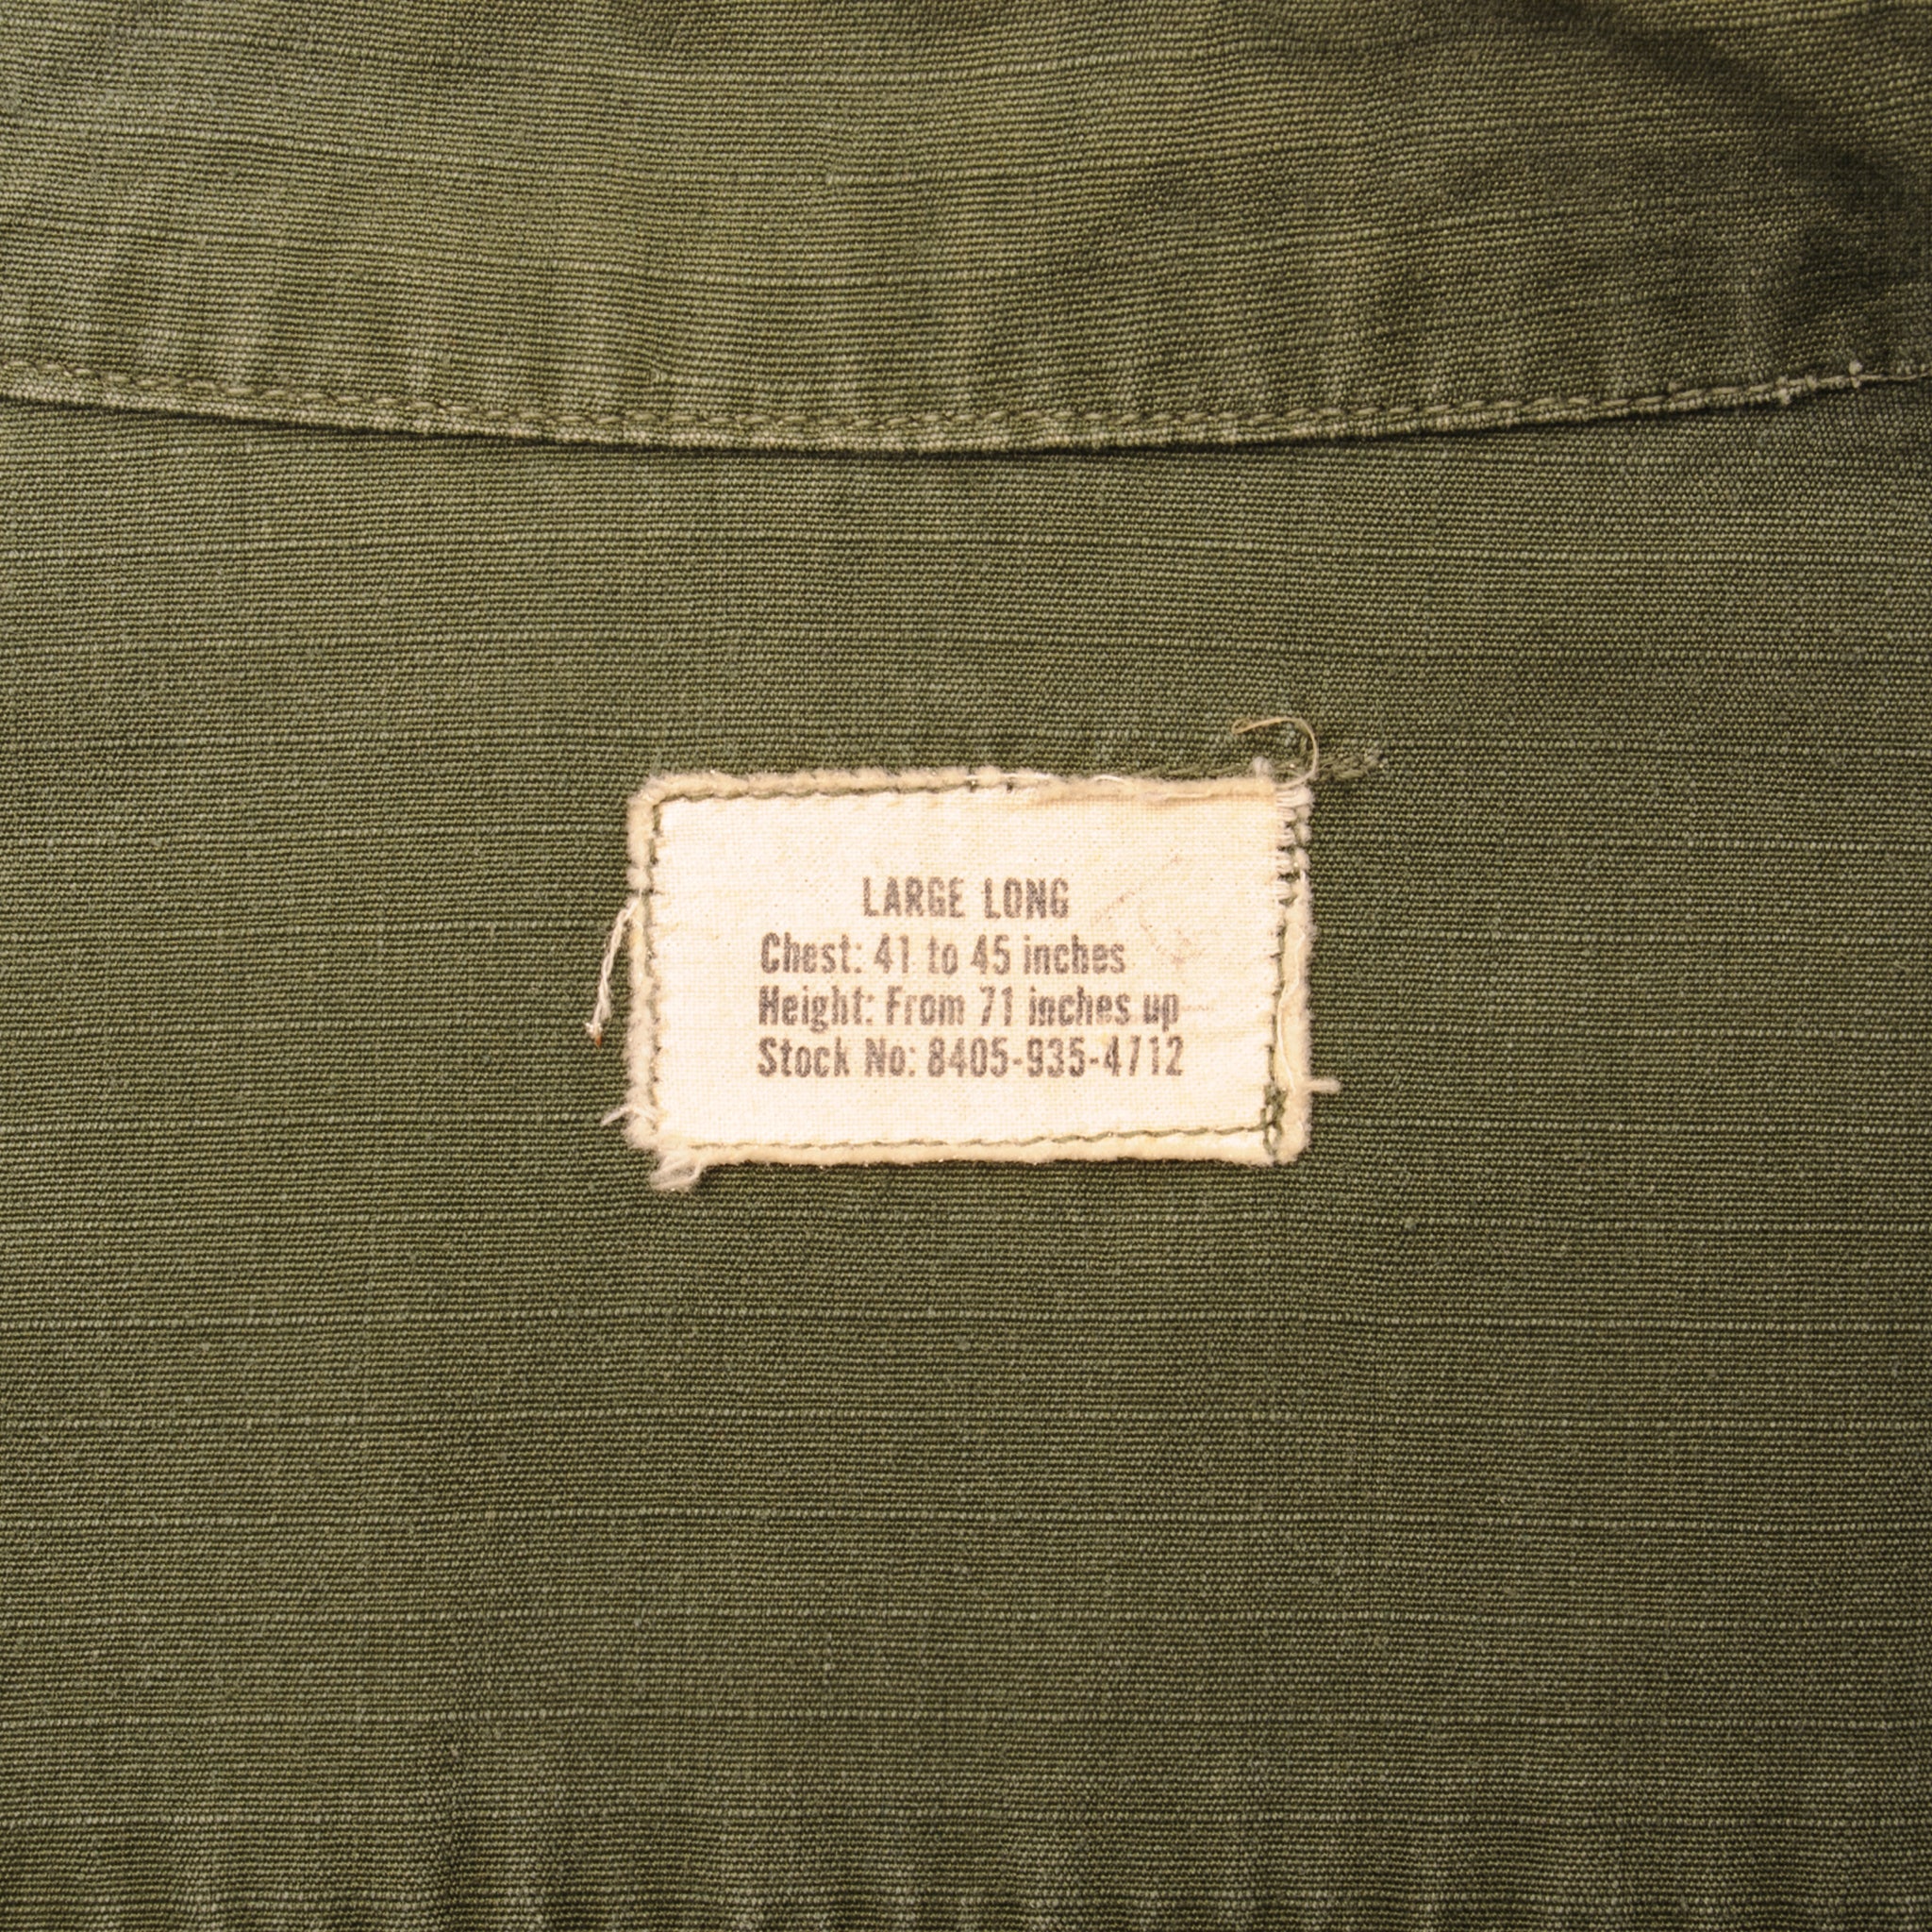 LARGE LONG
Chest: 41 to 45 inches
Height: From 71 inches up
Stock No: 8405-935-4712